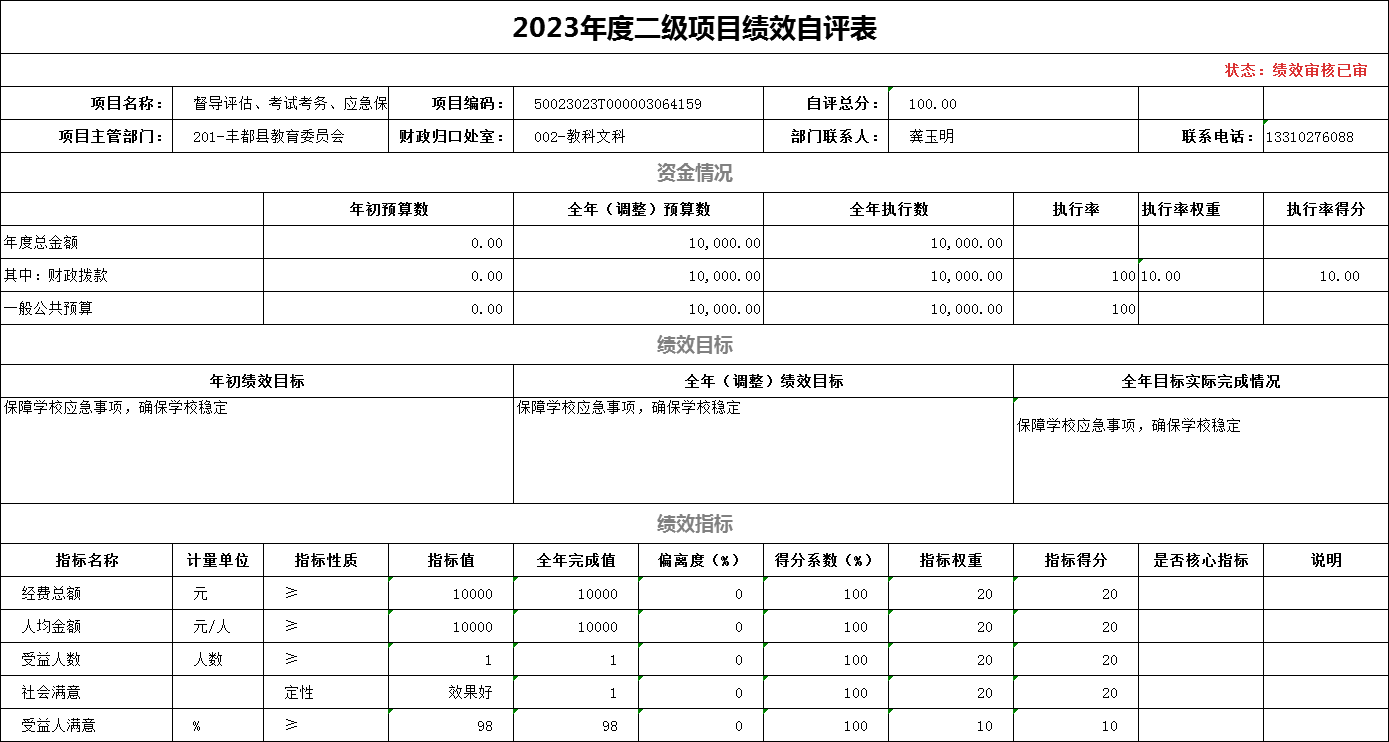 2023年度二级项目绩效自评表
状态：绩效审核已审
项目名称： 督导评估、考试考务、应急保 项目编码： 50023023T000003064159 自评总分： 100.00
项目主管部门： 201-丰都县教育委员会 财政归口处室： 002-教科文科 部门联系人： 龚玉明 联系电话： 13310276088
资金情况
年初预算数 全年（调整）预算数 全年执行数 执行率 执行率权重 执行率得分
年度总金额 0.00 10,000.00 10,000.00
其中：财政拨款 0.00 10,000.00 10,000.00 100 10.00 10.00
一般公共预算 0.00 10,000.00 10,000.00 100
绩效目标
年初绩效目标 全年（调整）绩效目标 全年目标实际完成情况
保障学校应急事项，确保学校稳定 保障学校应急事项，确保学校稳定 保障学校应急事项，确保学校稳定
绩效指标
指标名称 计量单位 指标性质 指标值 全年完成值 偏离度（%） 得分系数（%） 指标权重 指标得分 是否核心指标 说明
经费总额 元 ≥ 10000 10000 0 100 20 20
人均金额 元/人 ≥ 10000 10000 0 100 20 20
受益人数 人数 ≥ 1 1 0 100 20 20
社会满意 定性 效果好 1 0 100 20 20
受益人满意 % ≥ 98 98 0 100 10 10